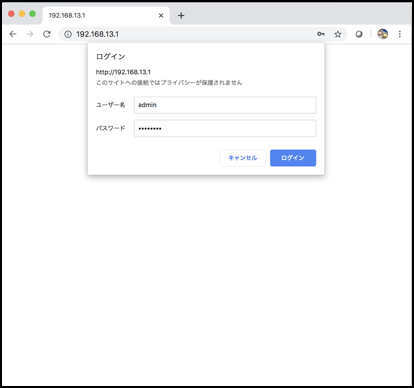 192.168.13.1
192.168.13.1
ログイン
http://192.168.13.1
このサイトへの接続ではプライバシーが保護されません
ユーザー名
admin
パスワード
••••••••
キャンセル
ログイン